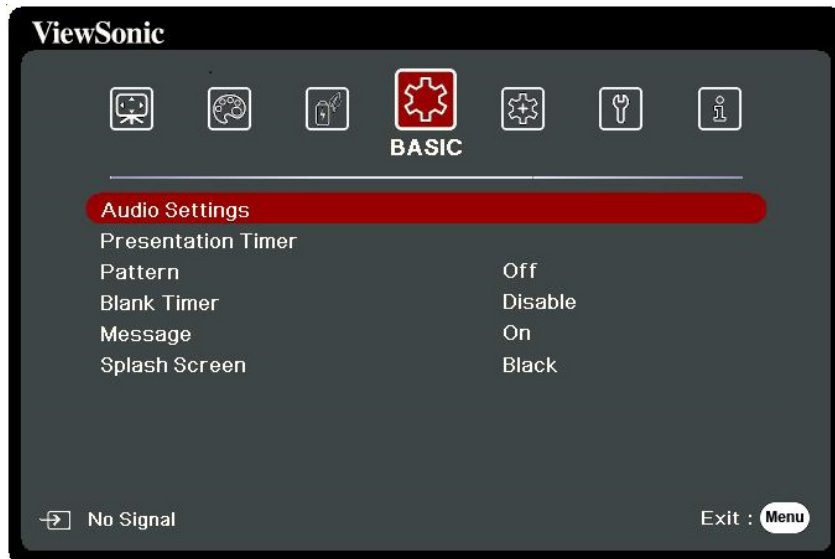 ViewSonic
BASIC
Audio Settings
Presentation Timer
Pattern Off
Blank Timer Disable
Message On
Splash Screen Black
No Signal Exit : Menu